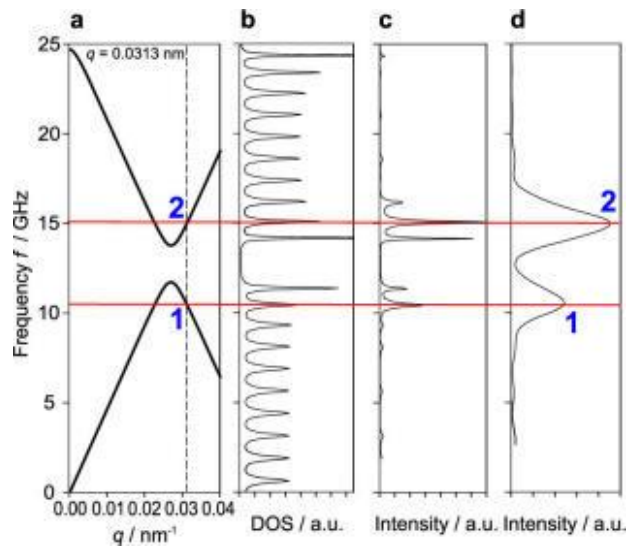 a b c d
25
q = 0.0313 nm
20
2
2
15
10
1
1
5
0
Frequency f / GHz
0.00 0.01 0.02 0.03 0.04
q / nm⁻¹
DOS / a.u.
Intensity / a.u.
Intensity / a.u.